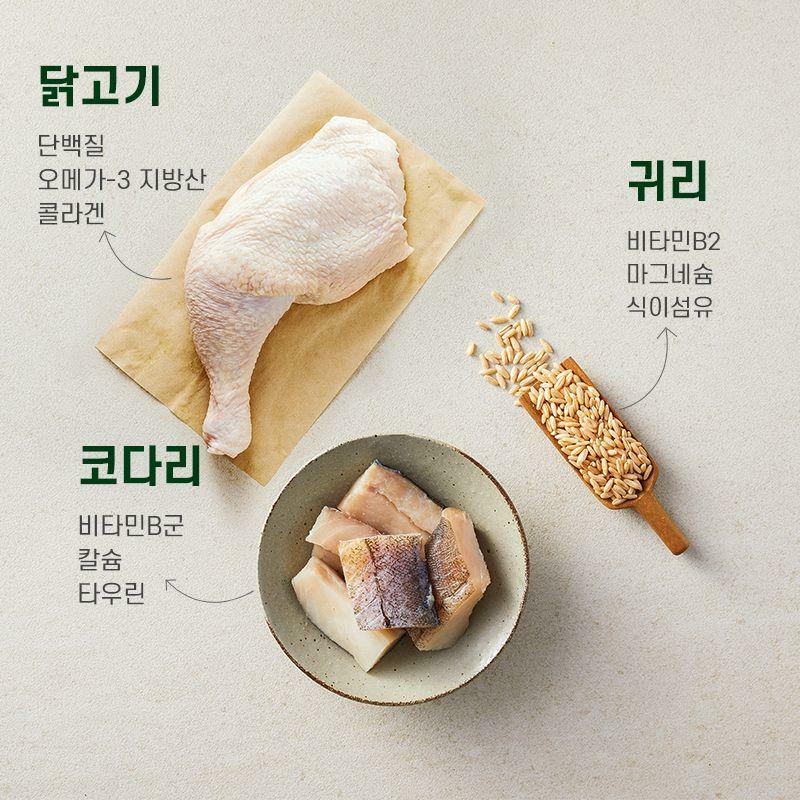 닭고기
단백질
오메가-3 지방산
콜라겐
귀리
비타민B2
마그네슘
식이섬유
코다리
비타민B군
칼슘
타우린